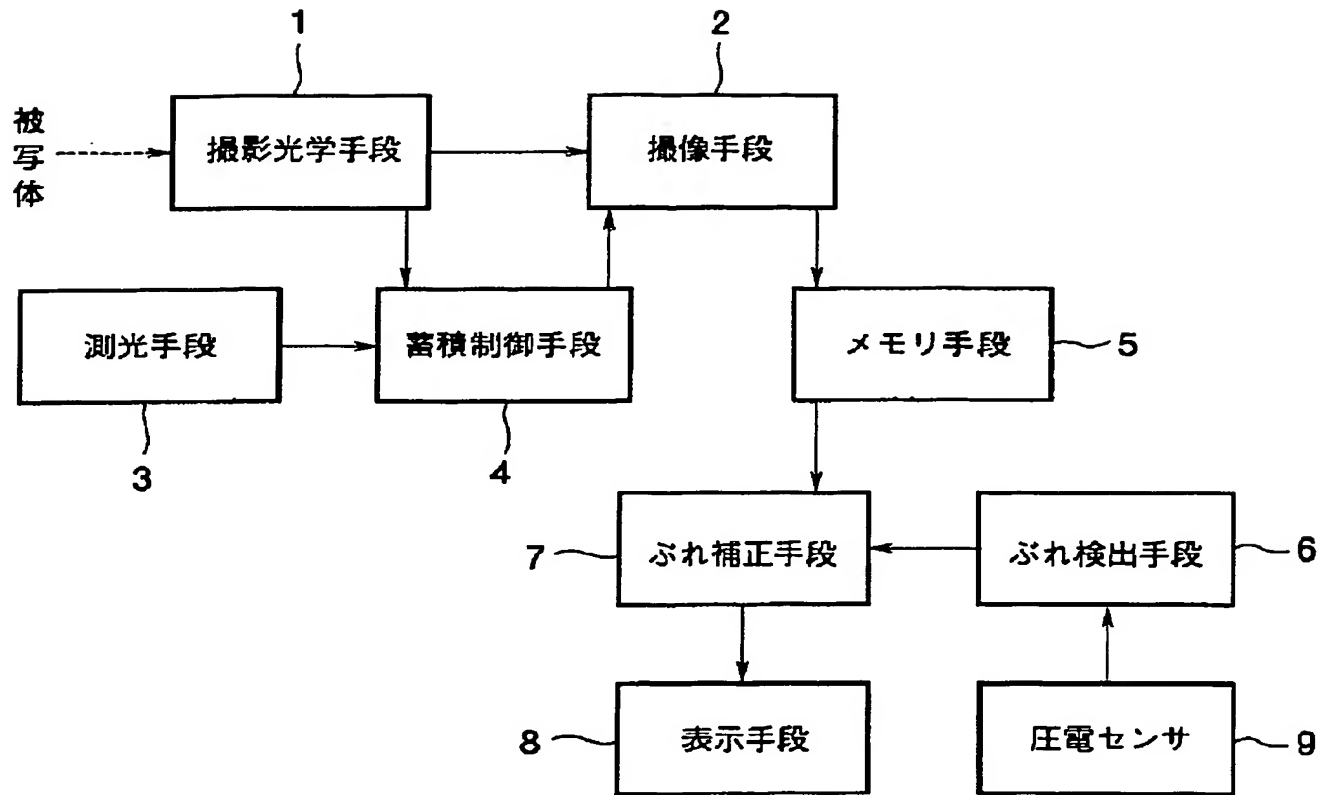 1
2
被写体
撮影光学手段
撮像手段
測光手段
蓄積制御手段
メモリ手段
5
3
4
7
ぶれ補正手段
ぶれ検出手段
6
8
表示手段
圧電センサ
9